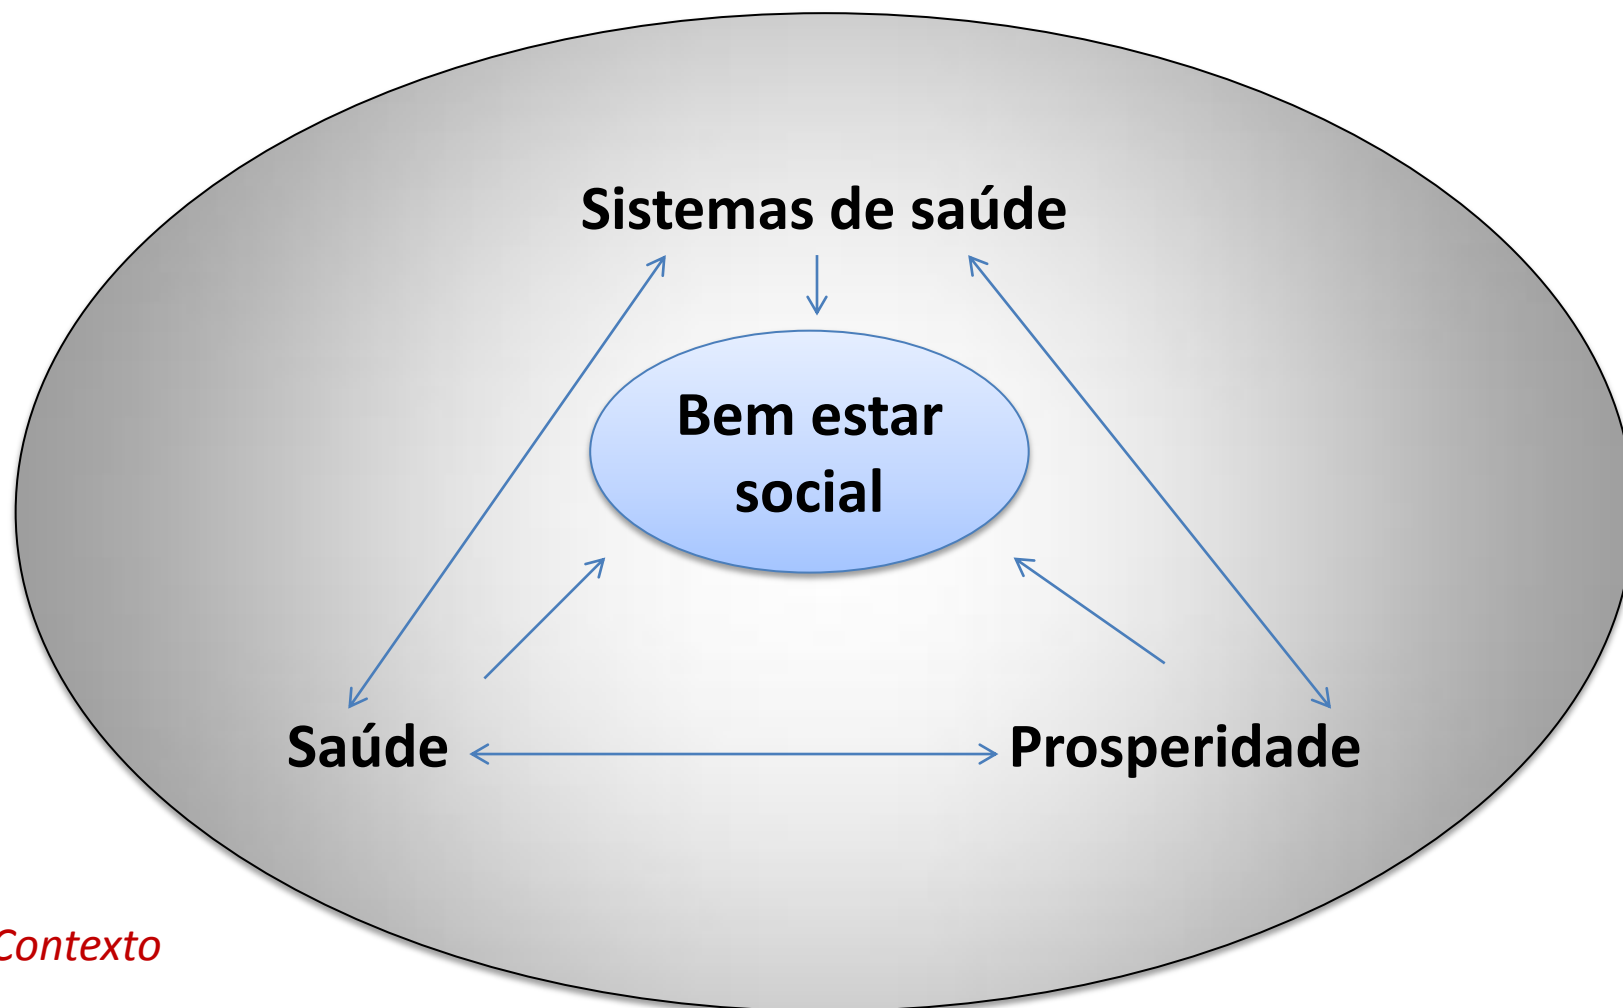 Sistemas de saúde
Bem estar
social
Saúde
Prosperidade
Contexto